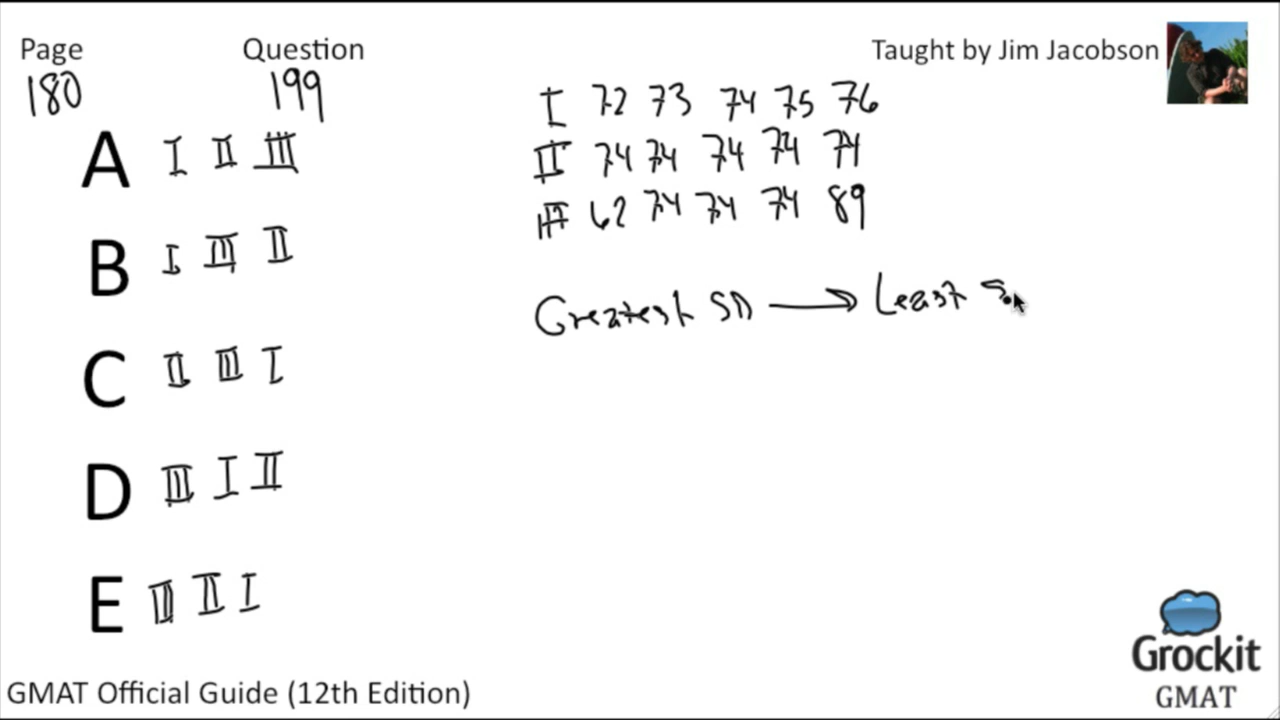 Page Question Taught by Jim Jacobson
180 199
I 72 73 74 75 76
II 74 74 74 74 74
III 62 74 74 74 89
Greatest SD → Least S
A I II III
B I III II
C II III I
D III I II
E III II I
Grockit
GMAT
GMAT Official Guide (12th Edition)